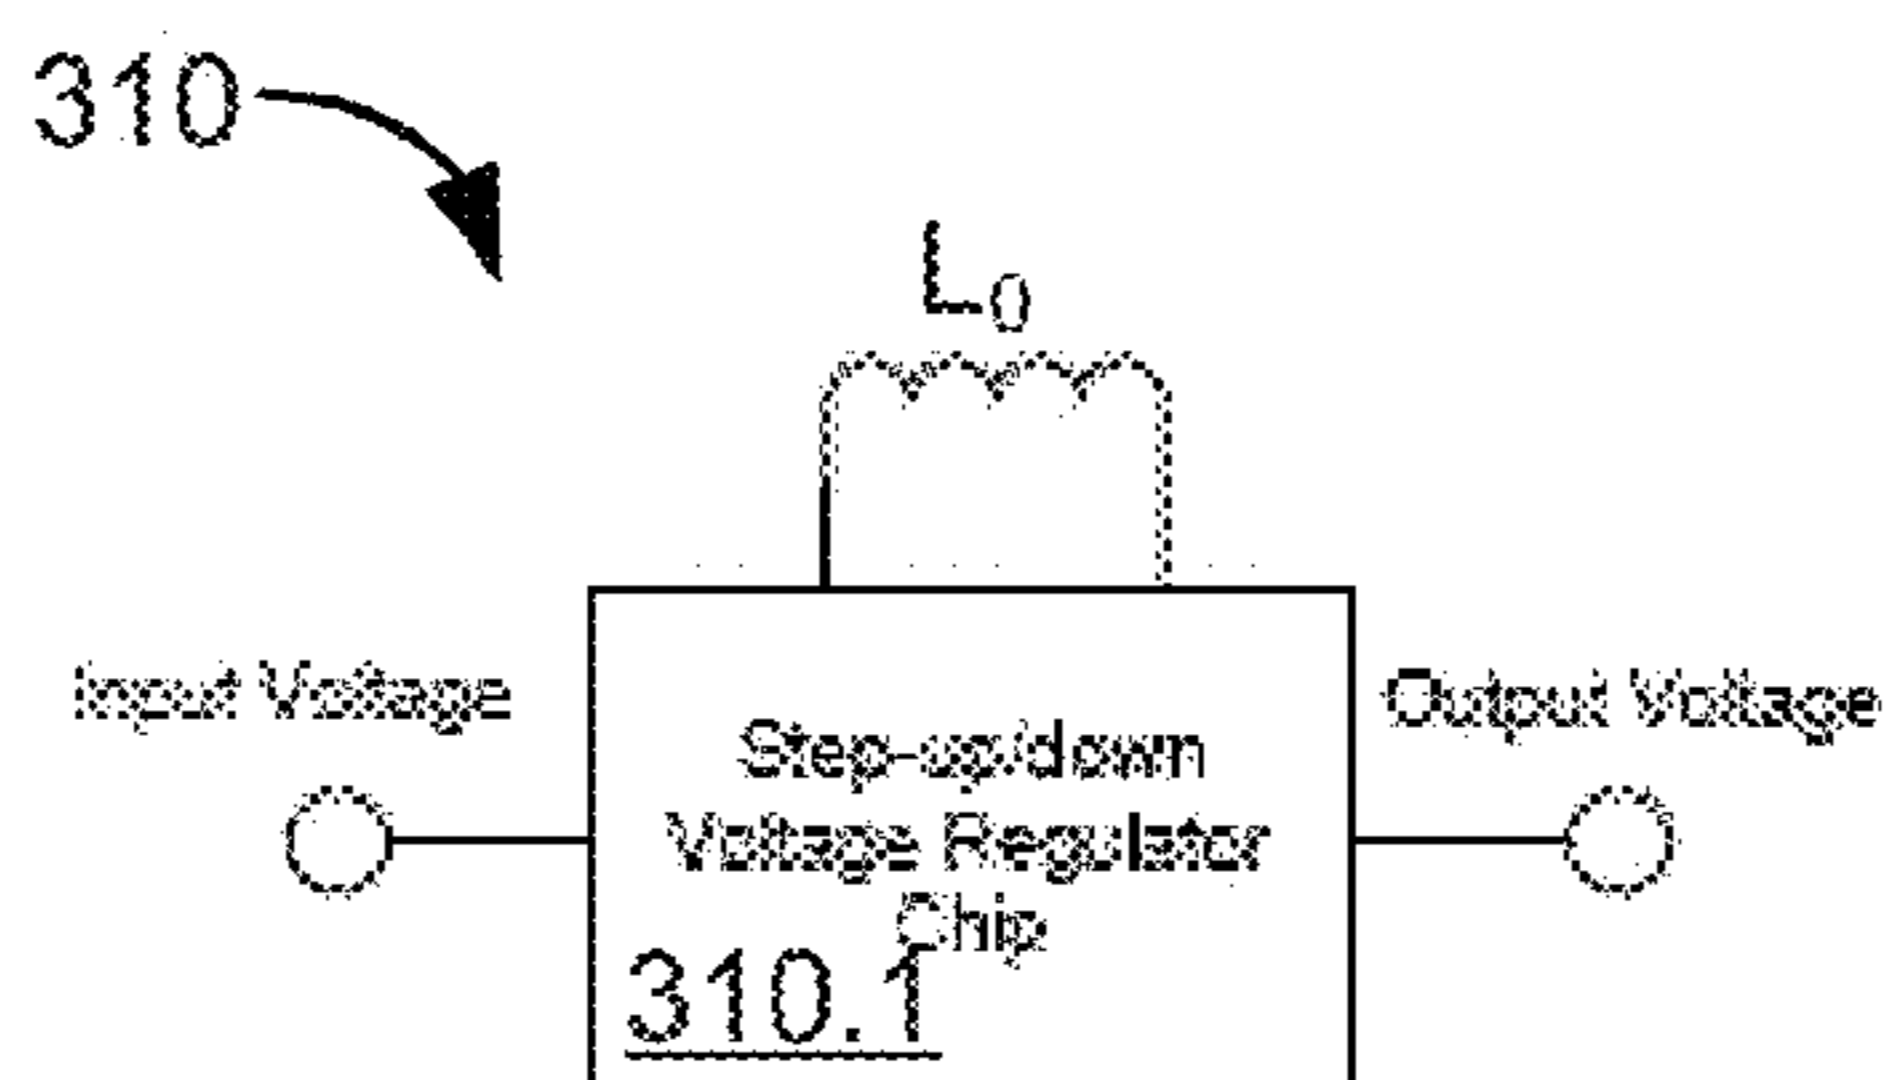 310
L0
Input Voltage
Output Voltage
Step-up/down
Voltage Regulator
Chip
310.1